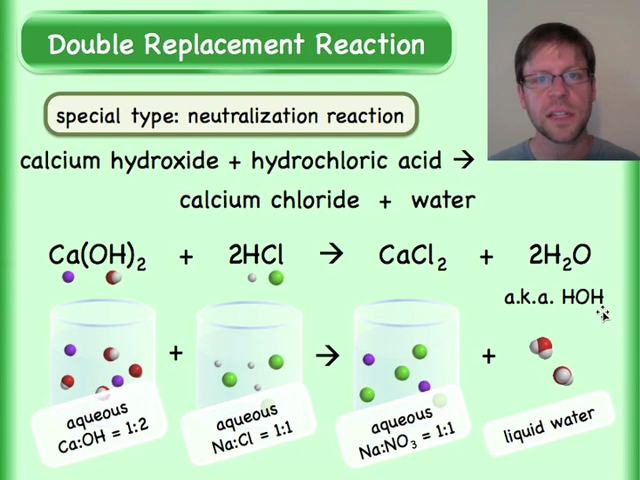 Double Replacement Reaction
special type: neutralization reaction
calcium hydroxide + hydrochloric acid →
calcium chloride + water
Ca(OH)₂ + 2HCl → CaCl₂ + 2H₂O
a.k.a. HOH
+ → +
aqueous
Ca:OH = 1:2
aqueous
Na:Cl = 1:1
aqueous
Na:NO₃ = 1:1
liquid water